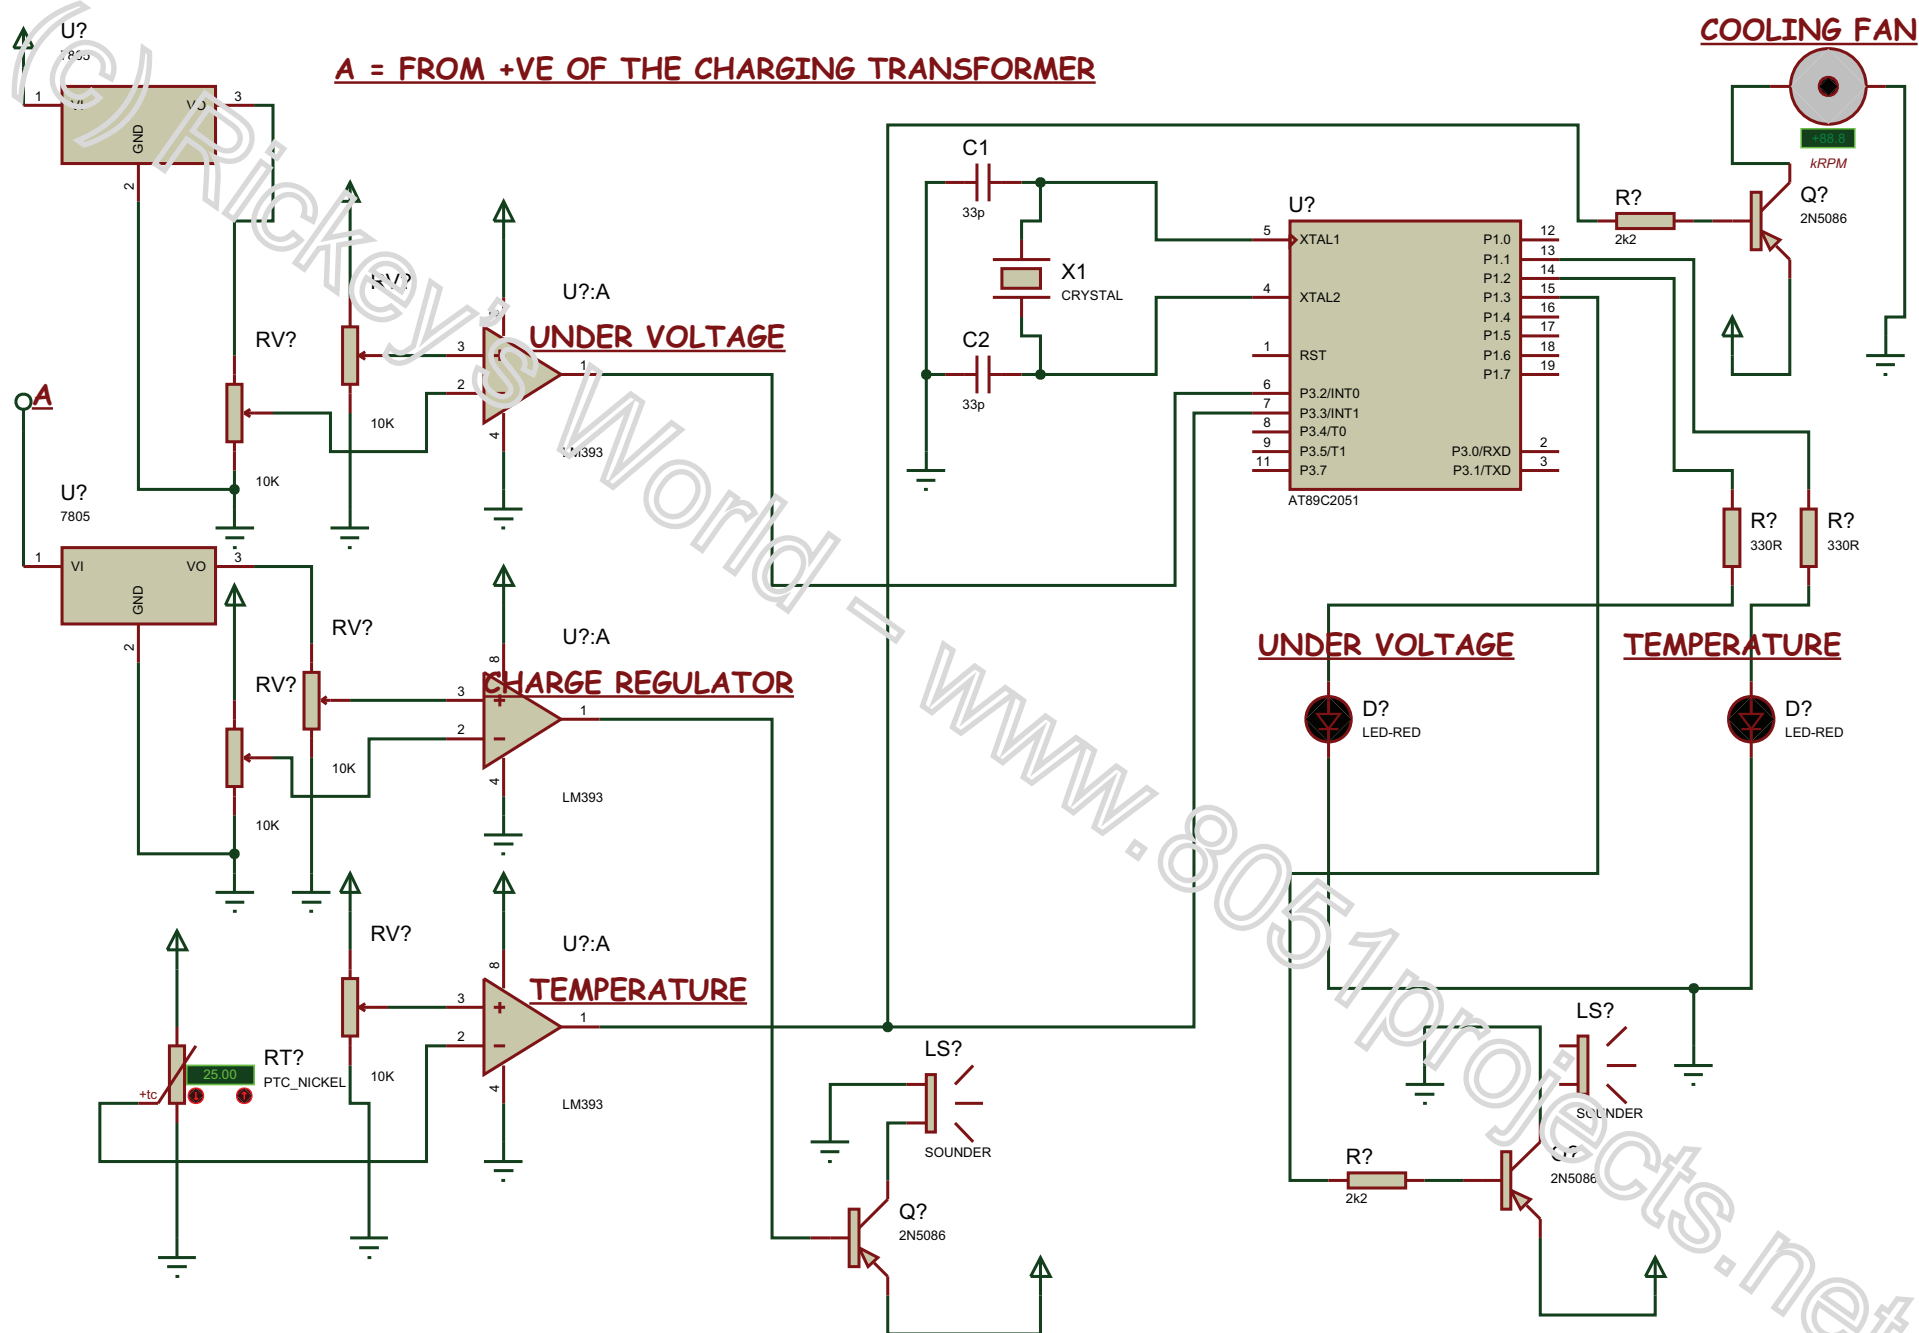 COOLING FAN
A = FROM +VE OF THE CHARGING TRANSFORMER
(c) Rickey's World - www.8051projects.net
U?
7805
1
VI
VO
3
GND
2
+88.8
kRPM
Q?
2N5086
R?
2k2
C1
33p
X1
CRYSTAL
C2
33p
U?
5
XTAL1
4
XTAL2
1
RST
6
P3.2/INT0
7
P3.3/INT1
8
P3.4/T0
9
P3.5/T1
11
P3.7
P1.0
12
P1.1
13
P1.2
14
P1.3
15
P1.4
16
P1.5
17
P1.6
18
P1.7
19
P3.0/RXD
2
P3.1/TXD
3
AT89C2051
RV?
10K
RV?
10K
U?:A
UNDER VOLTAGE
3
2
1
4
LM393
A
U?
7805
1
VI
VO
3
GND
2
RV?
10K
RV?
10K
U?:A
8
CHARGE REGULATOR
3
2
1
4
LM393
RV?
10K
U?:A
8
TEMPERATURE
3
2
1
4
LM393
RT?
PTC_NICKEL
25.00
+tc
R?
330R
R?
330R
UNDER VOLTAGE
TEMPERATURE
D?
LED-RED
D?
LED-RED
LS?
SOUNDER
Q?
2N5086
LS?
SOUNDER
R?
2k2
Q?
2N5086